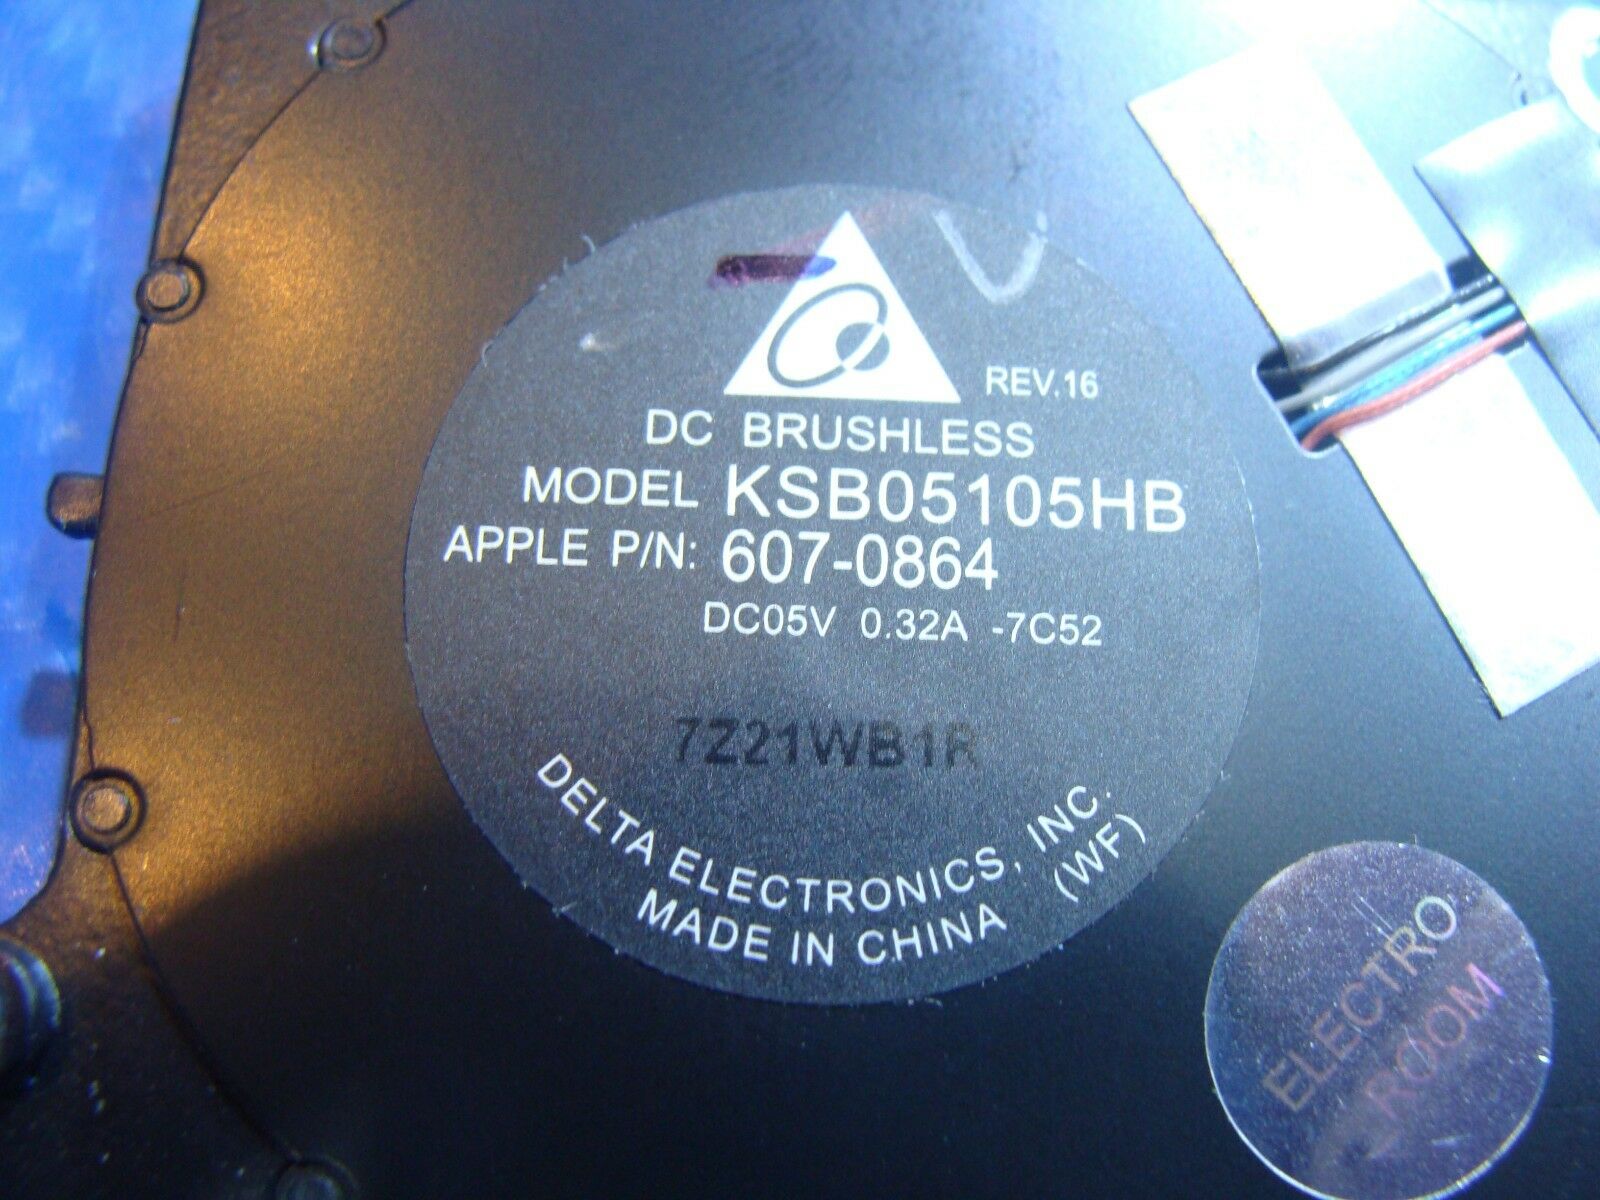 REV.16
DC BRUSHLESS
MODEL KSB05105HB
APPLE P/N: 607-0864
DC05V 0.32A -7C52
7Z21WB1R
DELTA ELECTRONICS, INC.
MADE IN CHINA (WF)
ELECTRO
ROOM